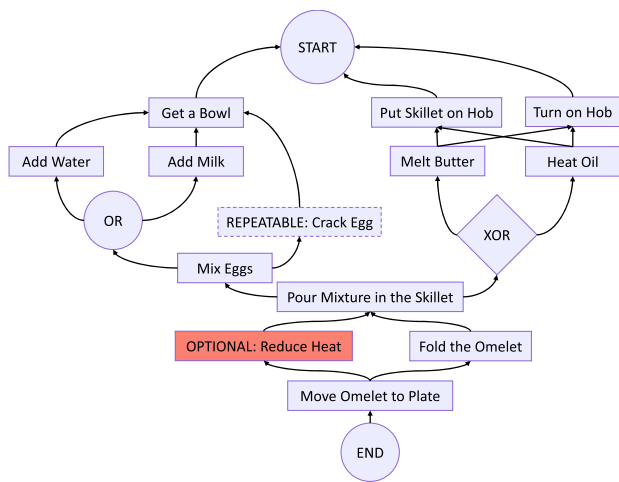 START
Get a Bowl
Put Skillet on Hob
Turn on Hob
Add Water
Add Milk
Melt Butter
Heat Oil
OR
REPEATABLE: Crack Egg
XOR
Mix Eggs
Pour Mixture in the Skillet
OPTIONAL: Reduce Heat
Fold the Omelet
Move Omelet to Plate
END